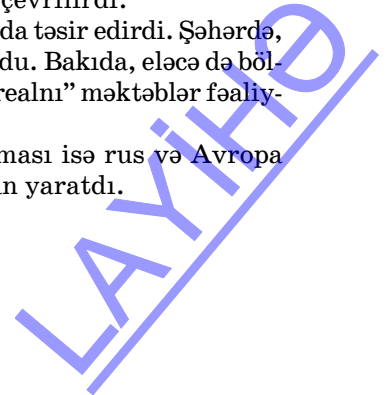 çevrilirdi.
da təsir edirdi. Şəhərdə,
du. Bakıda, eləcə də böl-
realnı” məktəblər fəaliy-
ması isə rus və Avropa
n yaratdı.
LAYİHƏ